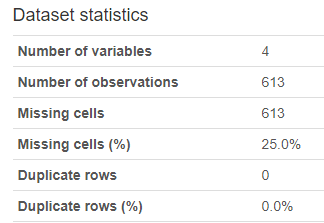 Dataset statistics
Number of variables 4
Number of observations 613
Missing cells 613
Missing cells (%) 25.0%
Duplicate rows 0
Duplicate rows (%) 0.0%